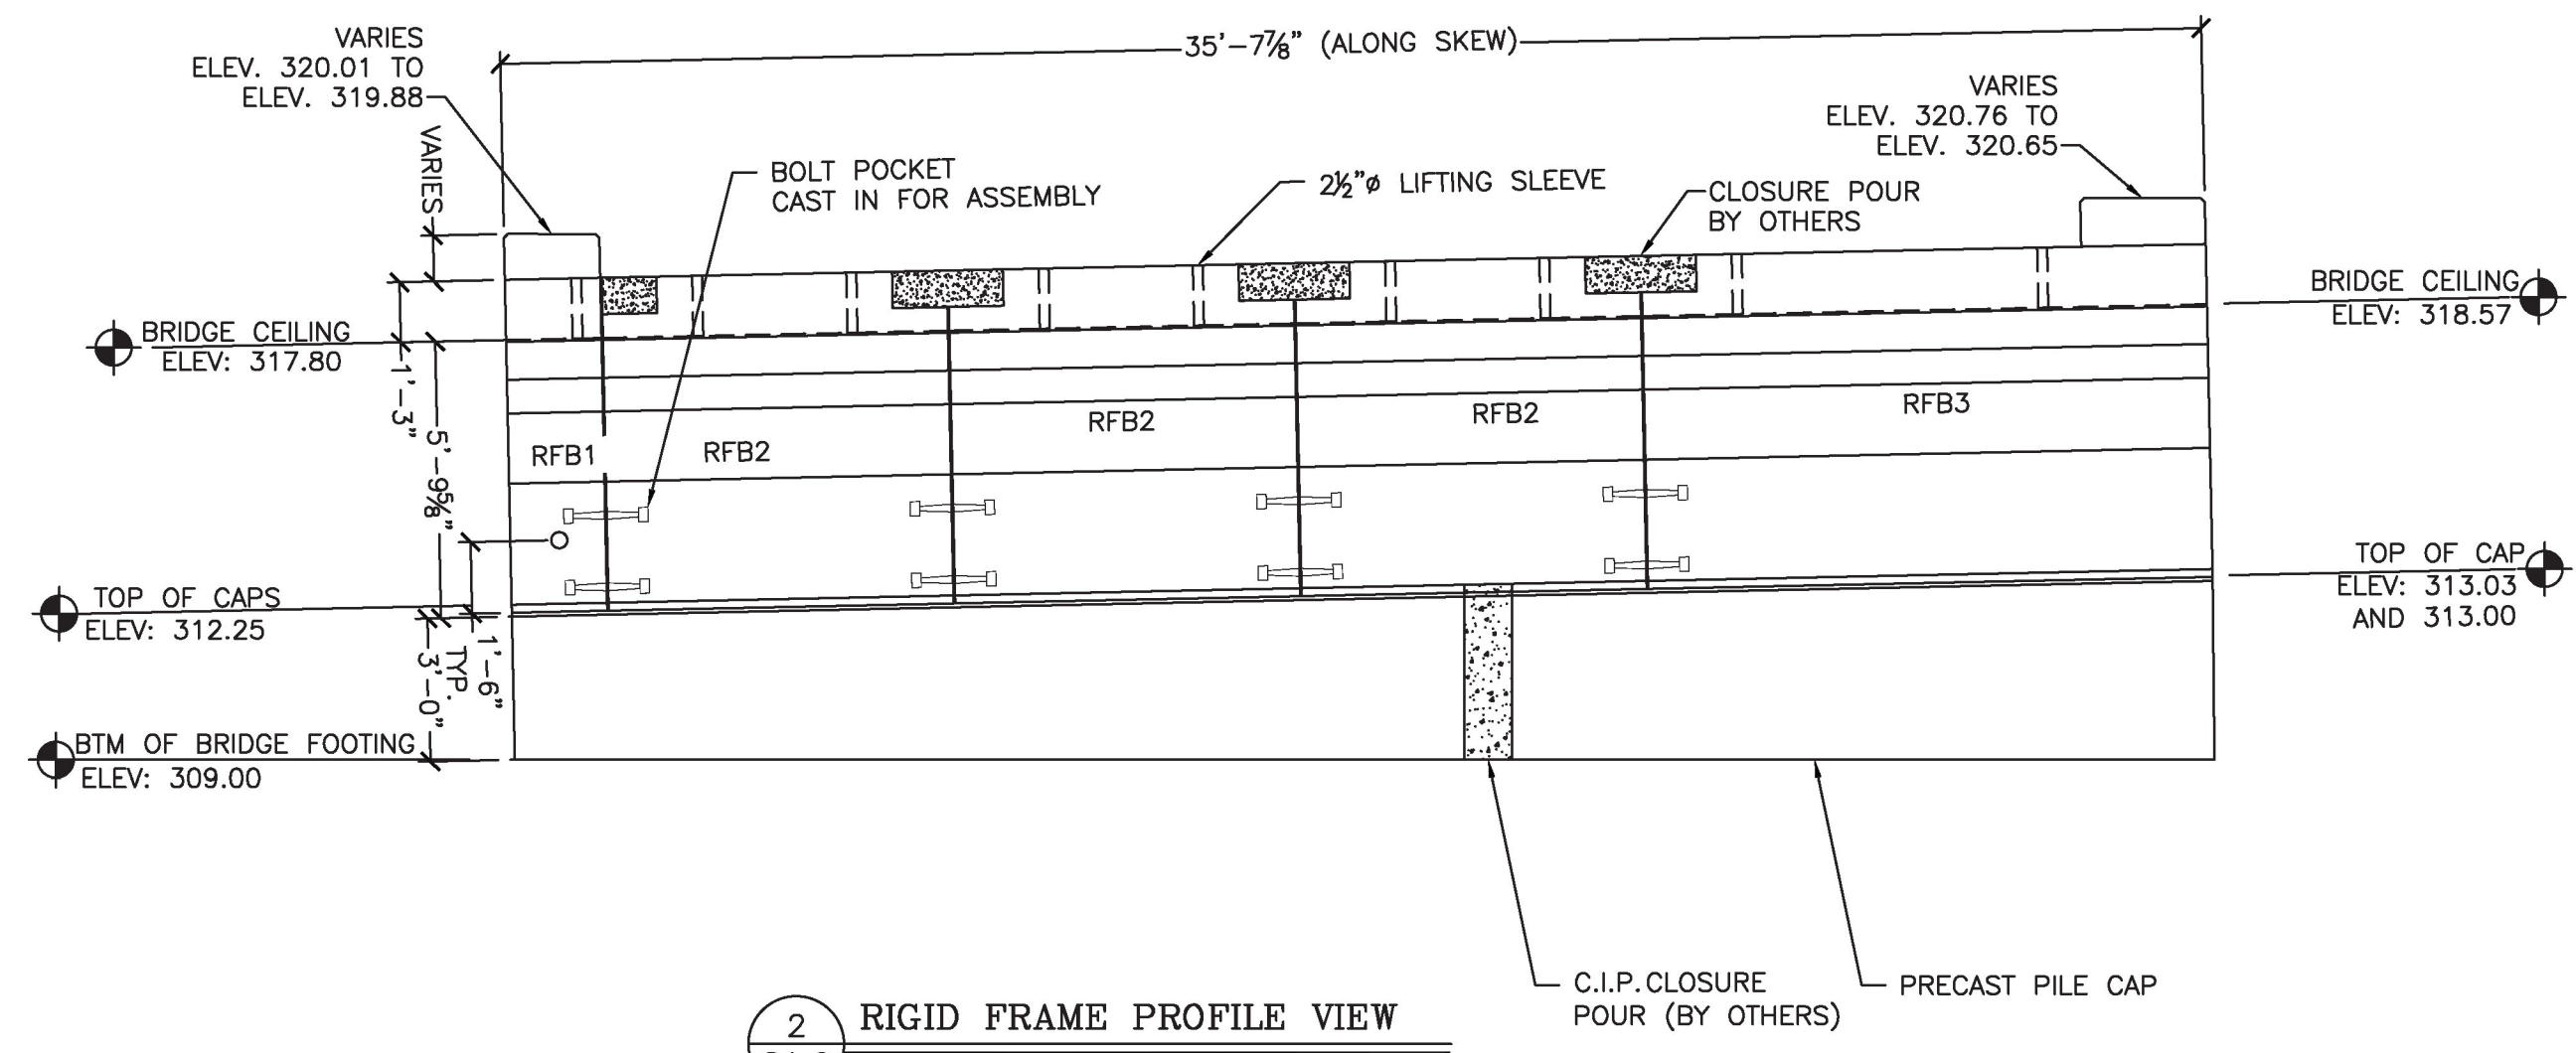 VARIES
ELEV. 320.01 TO
ELEV. 319.88
35'-7⅞" (ALONG SKEW)
VARIES
ELEV. 320.76 TO
ELEV. 320.65
VARIES
BOLT POCKET
CAST IN FOR ASSEMBLY
2½"ø LIFTING SLEEVE
CLOSURE POUR
BY OTHERS
BRIDGE CEILING
ELEV: 317.80
BRIDGE CEILING
ELEV: 318.57
1'-3"
5'-9⅝"
RFB1
RFB2
RFB2
RFB2
RFB3
TOP OF CAPS
ELEV: 312.25
TOP OF CAP
ELEV: 313.03
AND 313.00
1'-6"
TYP.
3'-0"
BTM OF BRIDGE FOOTING
ELEV: 309.00
C.I.P. CLOSURE
POUR (BY OTHERS)
PRECAST PILE CAP
2
RIGID FRAME PROFILE VIEW